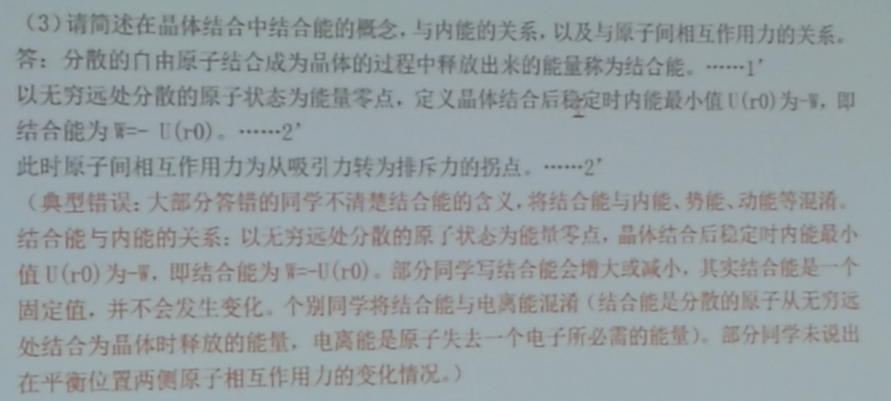 （3）请简述在晶体结合中结合能的概念，与内能的关系，以及与原子间相互作用力的关系。
答：分散的自由原子结合成为晶体的过程中释放出来的能量称为结合能。……1’
以无穷远处分散的原子状态为能量零点，定义晶体结合后稳定时内能最小值U(r0)为-W，即
结合能为W=- U(r0)。……2’
此时原子间相互作用力为从吸引力转为排斥力的拐点。……2’
（典型错误：大部分答错的同学不清楚结合能的含义，将结合能与内能、势能、动能等混淆。
结合能与内能的关系：以无穷远处分散的原子状态为能量零点，晶体结合后稳定时内能最小
值U(r0)为-W，即结合能为W=-U(r0)。部分同学写结合能会增大或减小，其实结合能是一个
固定值，并不会发生变化。个别同学将结合能与电离能混淆（结合能是分散的原子从无穷远
处结合为晶体时释放的能量，电离能是原子失去一个电子所必需的能量）。部分同学未说出
在平衡位置两侧原子相互作用力的变化情况。）